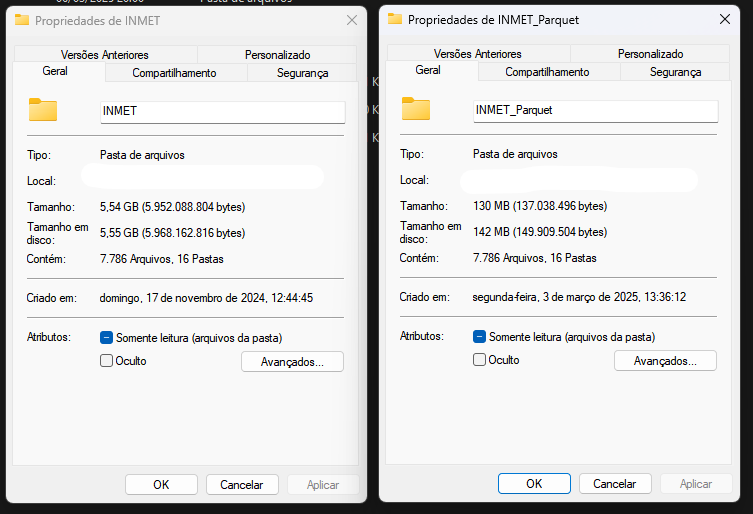 Propriedades de INMET
Versões Anteriores
Personalizado
Geral
Compartilhamento
Segurança
INMET
Tipo: Pasta de arquivos
Local:
Tamanho: 5,54 GB (5.952.088.804 bytes)
Tamanho em disco: 5,55 GB (5.968.162.816 bytes)
Contém: 7.786 Arquivos, 16 Pastas
Criado em: domingo, 17 de novembro de 2024, 12:44:45
Atributos: Somente leitura (arquivos da pasta)
Oculto
Avançados...
OK
Cancelar
Aplicar
Propriedades de INMET_Parquet
Versões Anteriores
Personalizado
Geral
Compartilhamento
Segurança
INMET_Parquet
Tipo: Pasta de arquivos
Local:
Tamanho: 130 MB (137.038.496 bytes)
Tamanho em disco: 142 MB (149.909.504 bytes)
Contém: 7.786 Arquivos, 16 Pastas
Criado em: segunda-feira, 3 de março de 2025, 13:36:12
Atributos: Somente leitura (arquivos da pasta)
Oculto
Avançados...
OK
Cancelar
Aplicar